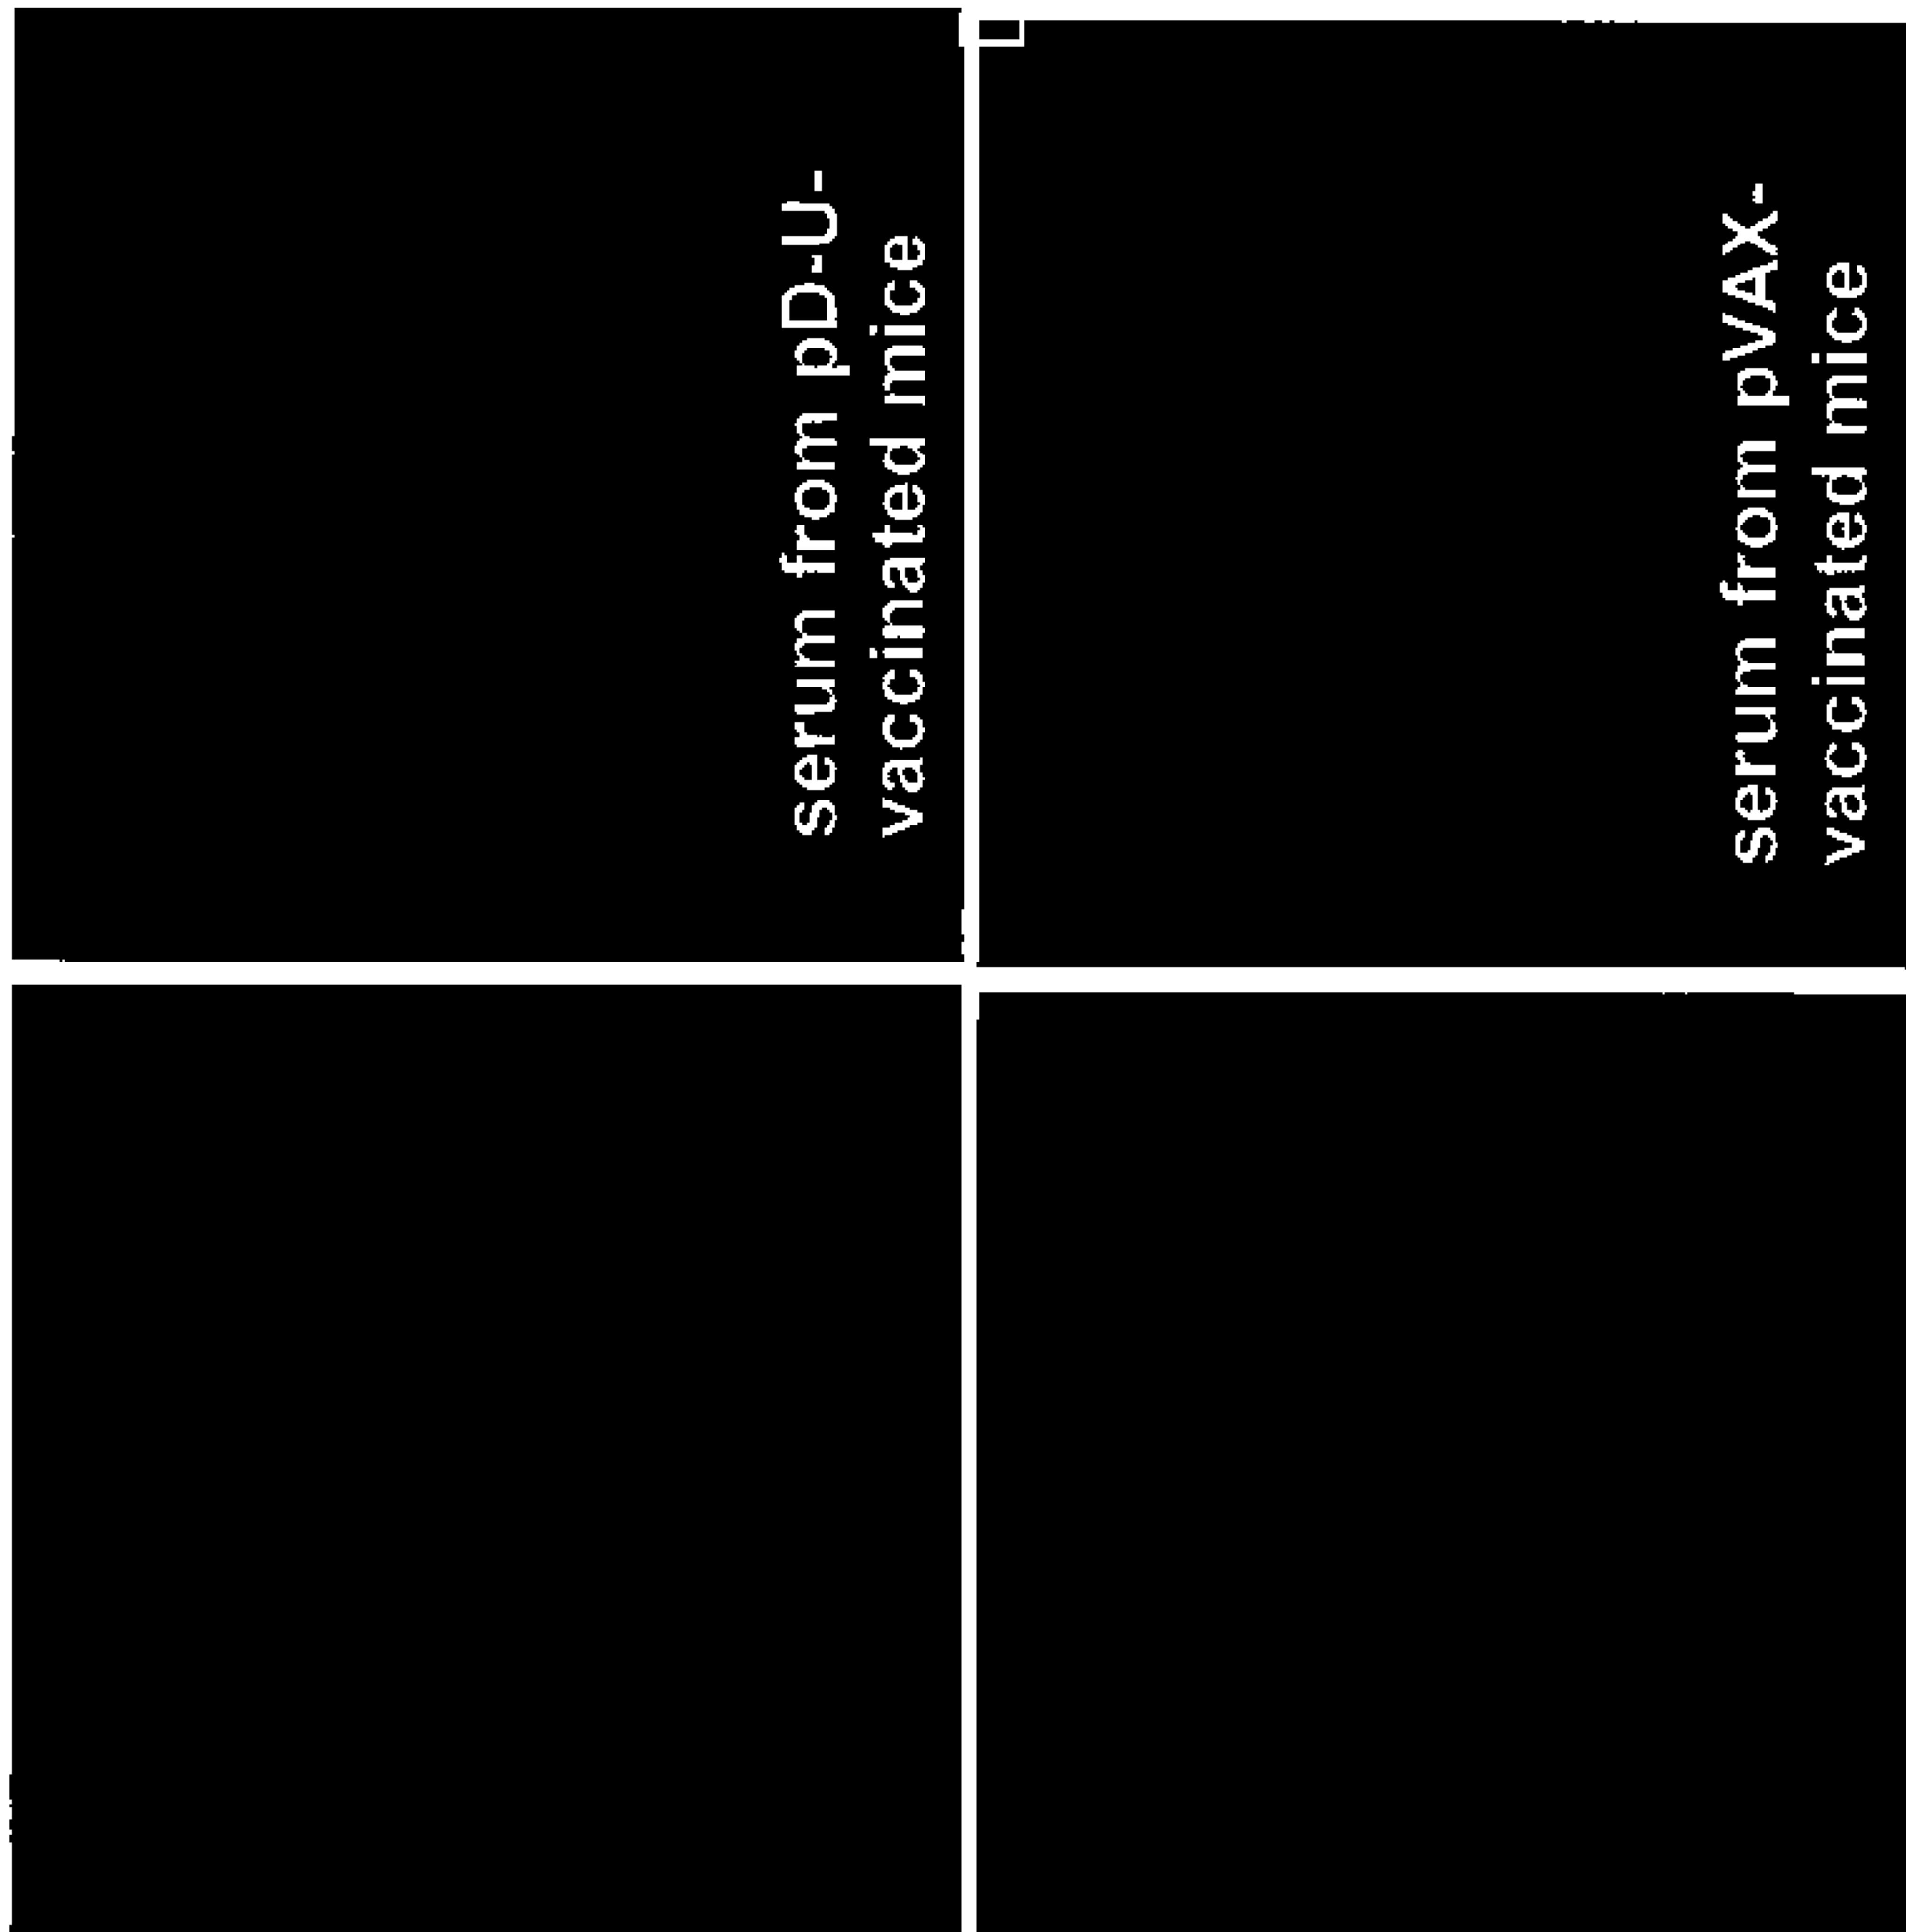 serum from pD-U-
vaccinated mice
serum from pVAX-
vaccinated mice